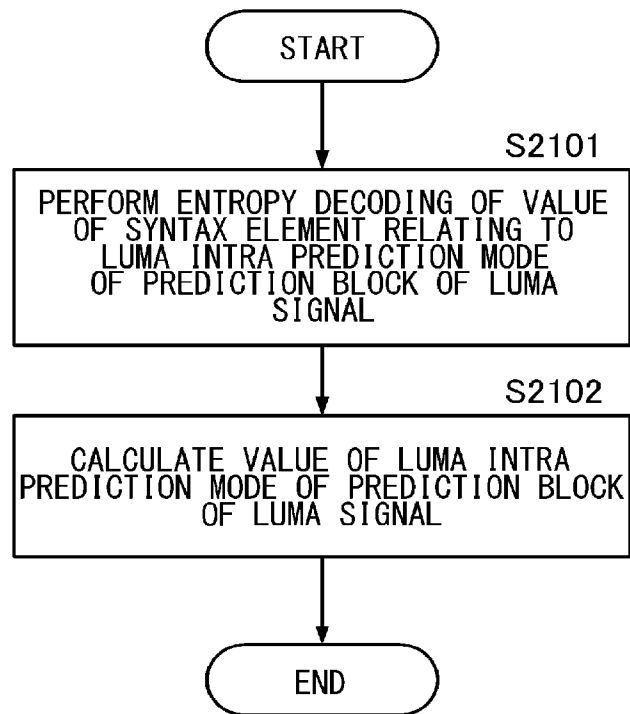 START
S2101
PERFORM ENTROPY DECODING OF VALUE
OF SYNTAX ELEMENT RELATING TO
LUMA INTRA PREDICTION MODE
OF PREDICTION BLOCK OF LUMA
SIGNAL
S2102
CALCULATE VALUE OF LUMA INTRA
PREDICTION MODE OF PREDICTION BLOCK
OF LUMA SIGNAL
END